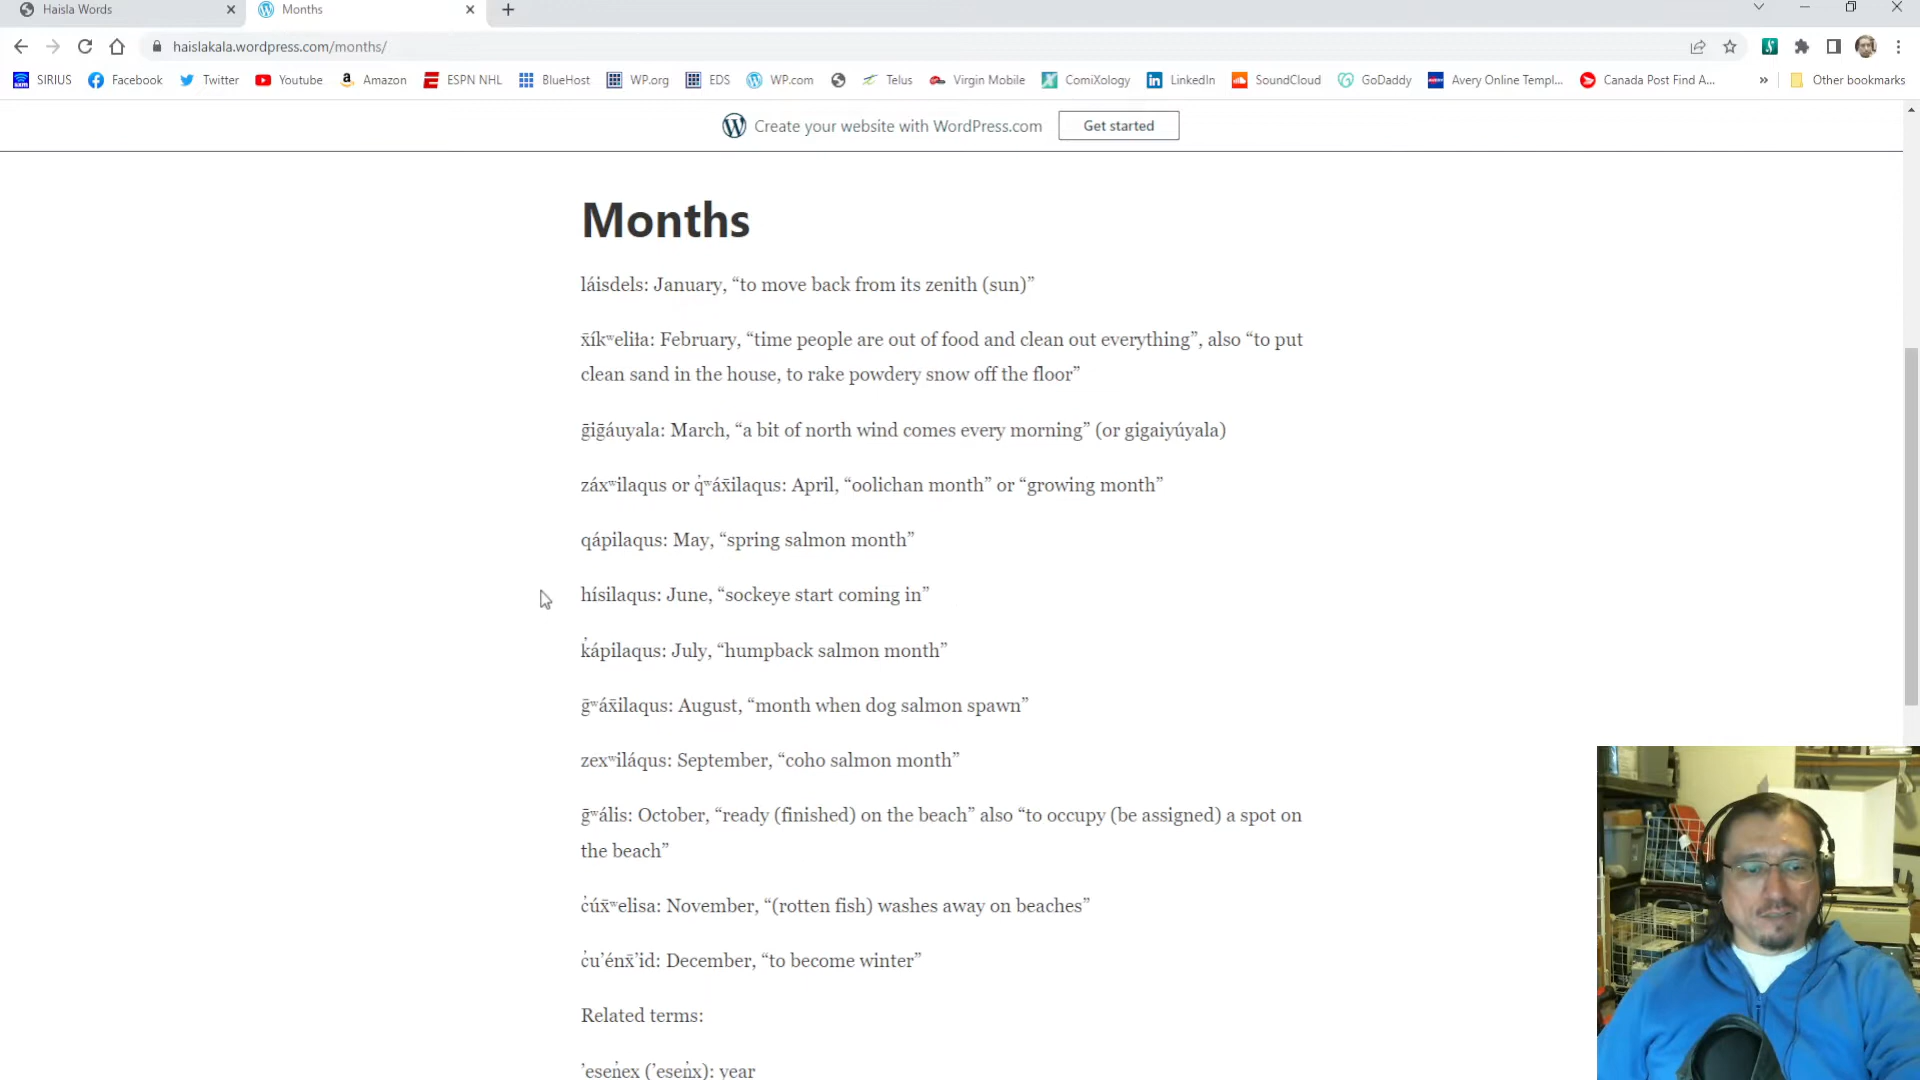 Haisla Words
Months
haislakala.wordpress.com/months/
SIRIUS Facebook Twitter Youtube Amazon ESPN NHL BlueHost WP.org EDS WP.com Telus Virgin Mobile ComiXology LinkedIn SoundCloud GoDaddy Avery Online Templ... Canada Post Find A... » Other bookmarks
Create your website with WordPress.com Get started
Months
láisdels: January, “to move back from its zenith (sun)”
x̄íkʷeliła: February, “time people are out of food and clean out everything”, also “to put
clean sand in the house, to rake powdery snow off the floor”
ḡiḡáuyala: March, “a bit of north wind comes every morning” (or gigaiyúyala)
záxʷilaqus or q̓ʷáx̄ilaqus: April, “oolichan month” or “growing month”
qápilaqus: May, “spring salmon month”
hísilaqus: June, “sockeye start coming in”
k̓ápilaqus: July, “humpback salmon month”
ḡʷáx̄ilaqus: August, “month when dog salmon spawn”
zexʷiláqus: September, “coho salmon month”
ḡʷális: October, “ready (finished) on the beach” also “to occupy (be assigned) a spot on
the beach”
c̓úx̄ʷelisa: November, “(rotten fish) washes away on beaches”
c̓u’énx̄’id: December, “to become winter”
Related terms:
’esen̓ex (’esen̓x): year